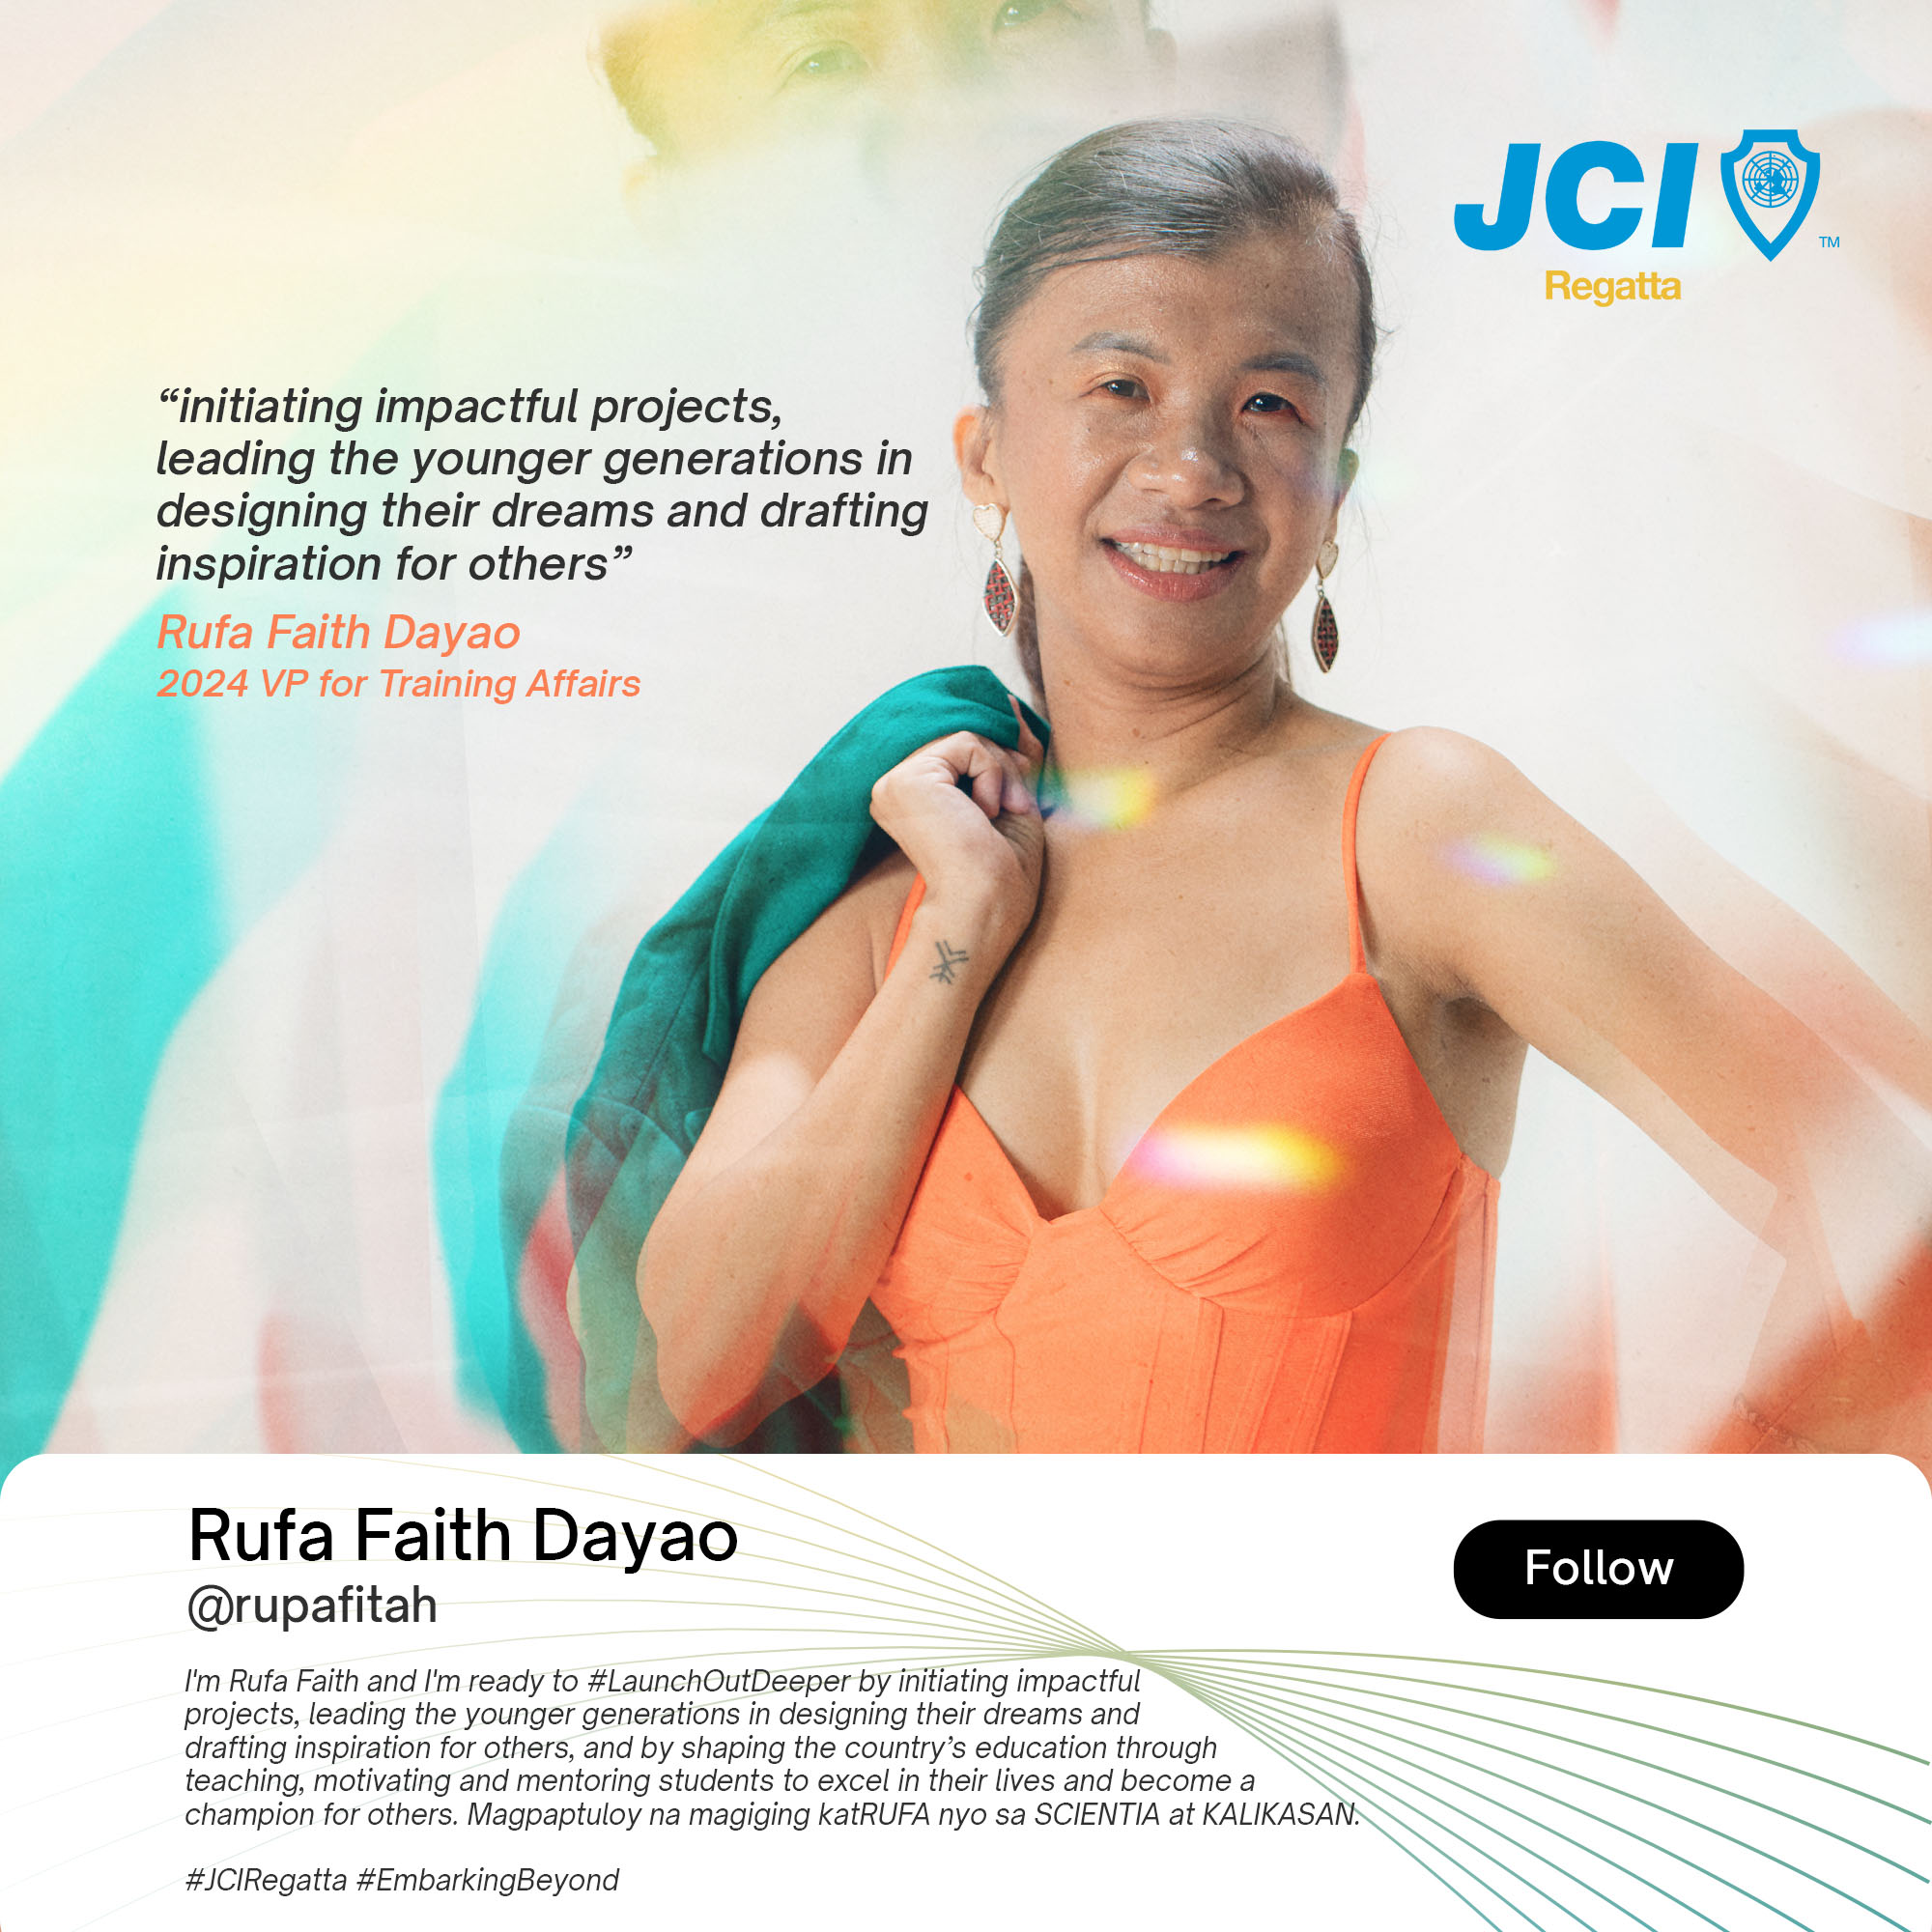 JCI
TM
Regatta
“initiating impactful projects,
leading the younger generations in
designing their dreams and drafting
inspiration for others”
Rufa Faith Dayao
2024 VP for Training Affairs
Rufa Faith Dayao
@rupafitah
Follow
I'm Rufa Faith and I'm ready to #LaunchOutDeeper by initiating impactful
projects, leading the younger generations in designing their dreams and
drafting inspiration for others, and by shaping the country’s education through
teaching, motivating and mentoring students to excel in their lives and become a
champion for others. Magpaptuloy na magiging katRUFA nyo sa SCIENTIA at KALIKASAN.
#JCIRegatta #EmbarkingBeyond